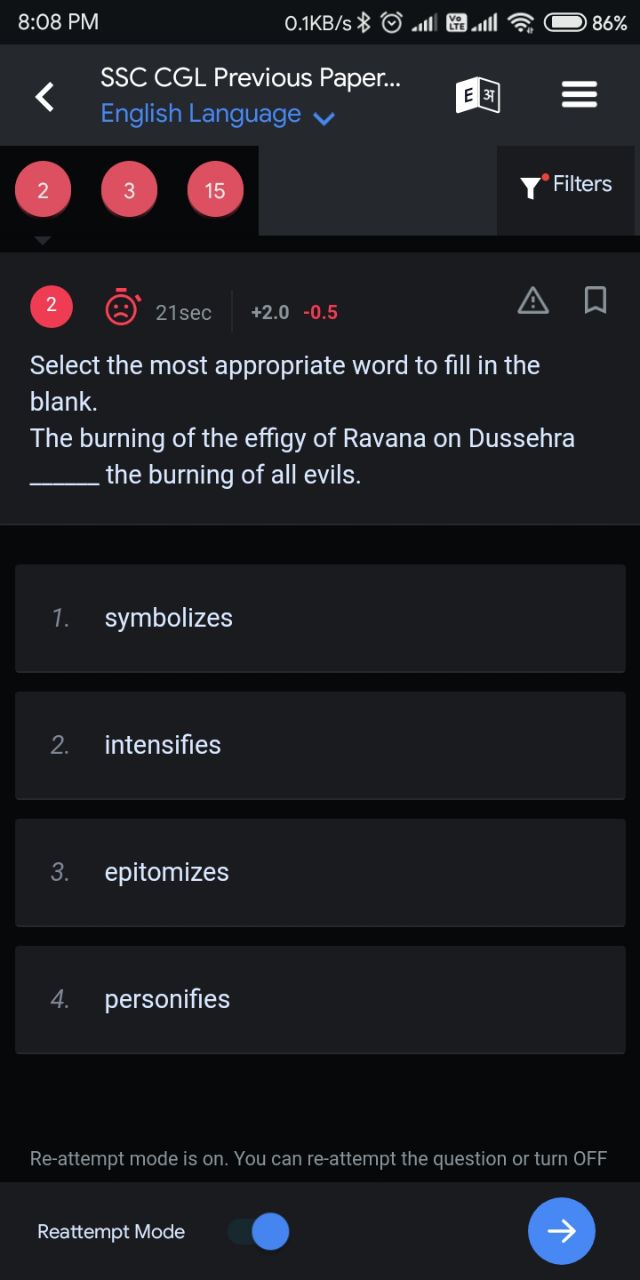 8:08 PM
0.1KB/s
Vo
LTE
86%
SSC CGL Previous Paper...
English Language
E अ
2
3
15
Filters
2
21sec
+2.0 -0.5
Select the most appropriate word to fill in the
blank.
The burning of the effigy of Ravana on Dussehra
______ the burning of all evils.
1. symbolizes
2. intensifies
3. epitomizes
4. personifies
Re-attempt mode is on. You can re-attempt the question or turn OFF
Reattempt Mode